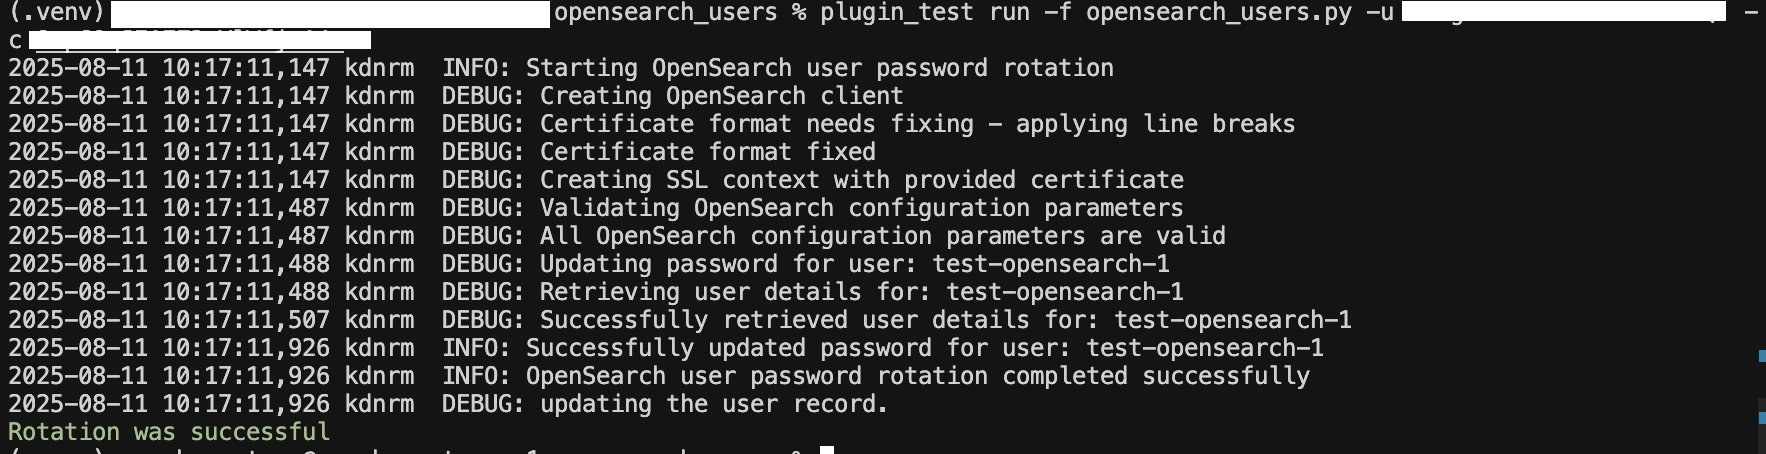 (.venv) opensearch_users % plugin_test run -f opensearch_users.py -u -
c
2025-08-11 10:17:11,147 kdnrm  INFO: Starting OpenSearch user password rotation
2025-08-11 10:17:11,147 kdnrm  DEBUG: Creating OpenSearch client
2025-08-11 10:17:11,147 kdnrm  DEBUG: Certificate format needs fixing - applying line breaks
2025-08-11 10:17:11,147 kdnrm  DEBUG: Certificate format fixed
2025-08-11 10:17:11,147 kdnrm  DEBUG: Creating SSL context with provided certificate
2025-08-11 10:17:11,487 kdnrm  DEBUG: Validating OpenSearch configuration parameters
2025-08-11 10:17:11,487 kdnrm  DEBUG: All OpenSearch configuration parameters are valid
2025-08-11 10:17:11,488 kdnrm  DEBUG: Updating password for user: test-opensearch-1
2025-08-11 10:17:11,488 kdnrm  DEBUG: Retrieving user details for: test-opensearch-1
2025-08-11 10:17:11,507 kdnrm  DEBUG: Successfully retrieved user details for: test-opensearch-1
2025-08-11 10:17:11,926 kdnrm  INFO: Successfully updated password for user: test-opensearch-1
2025-08-11 10:17:11,926 kdnrm  INFO: OpenSearch user password rotation completed successfully
2025-08-11 10:17:11,926 kdnrm  DEBUG: updating the user record.
Rotation was successful